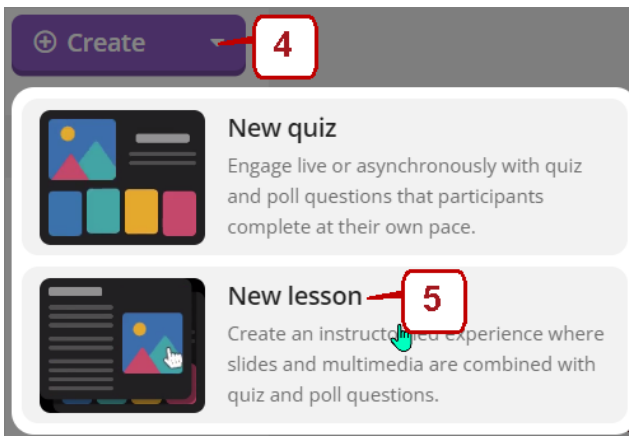 Create
4
New quiz
Engage live or asynchronously with quiz
and poll questions that participants
complete at their own pace.
New lesson
5
Create an experience where
slides and multimedia are combined with
quiz and poll questions.